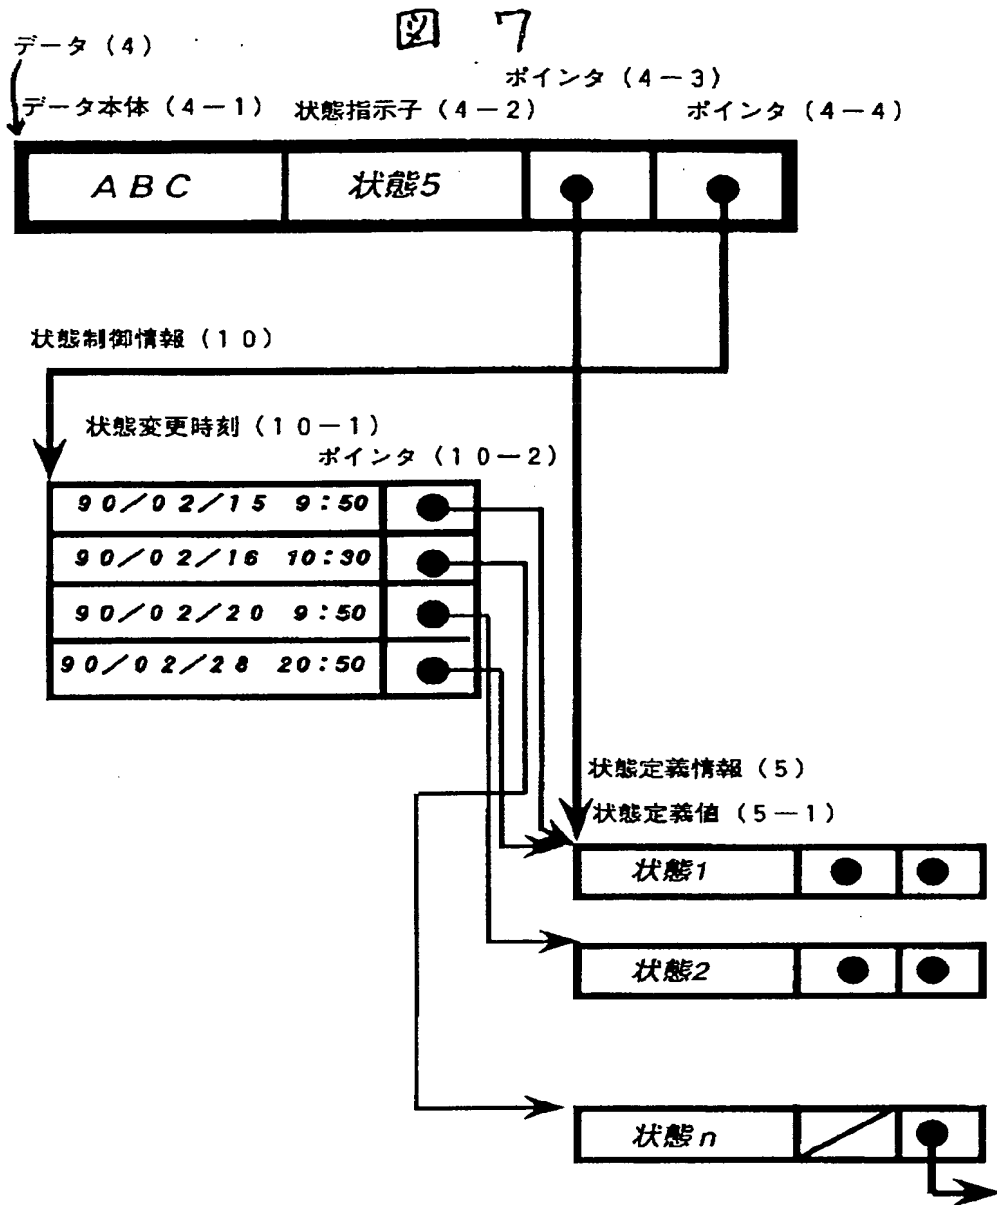 図 7
データ（4）
ポインタ（4－3）
データ本体（4－1） 状態指示子（4－2） ポインタ（4－4）
ABC 状態5
状態制御情報（10）
状態変更時刻（10－1）
ポインタ（10－2）
90／02／15 9：50
90／02／16 10：30
90／02／20 9：50
90／02／28 20：50
状態定義情報（5）
状態定義値（5－1）
状態1
状態2
状態n